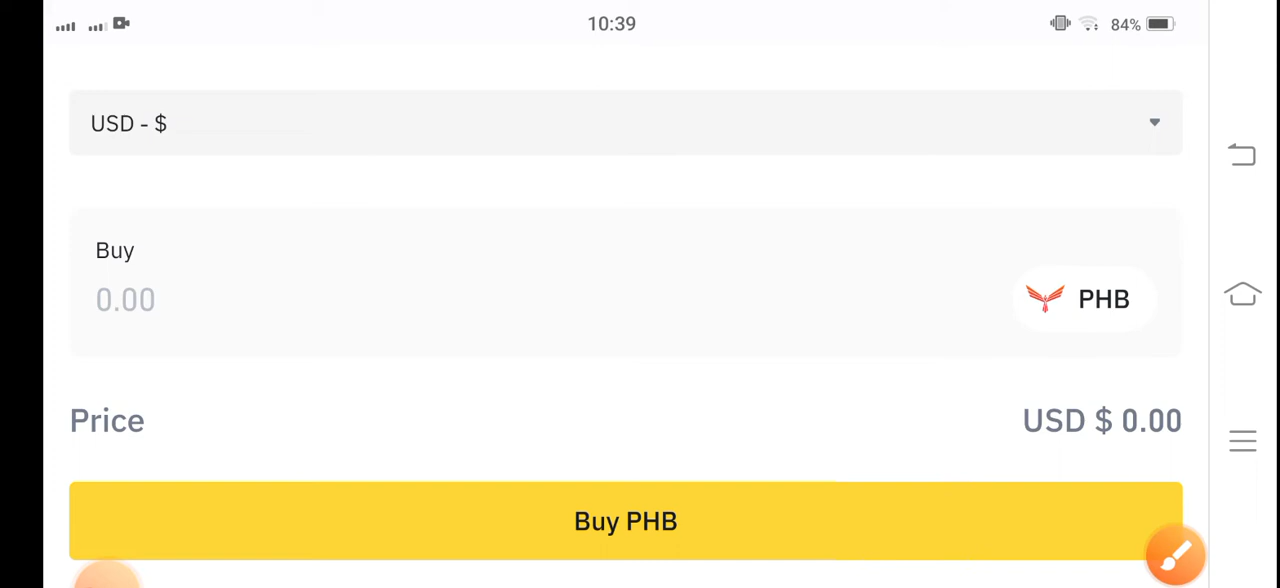 10:39
84%
USD - $
Buy
0.00
PHB
Price
USD $ 0.00
Buy PHB